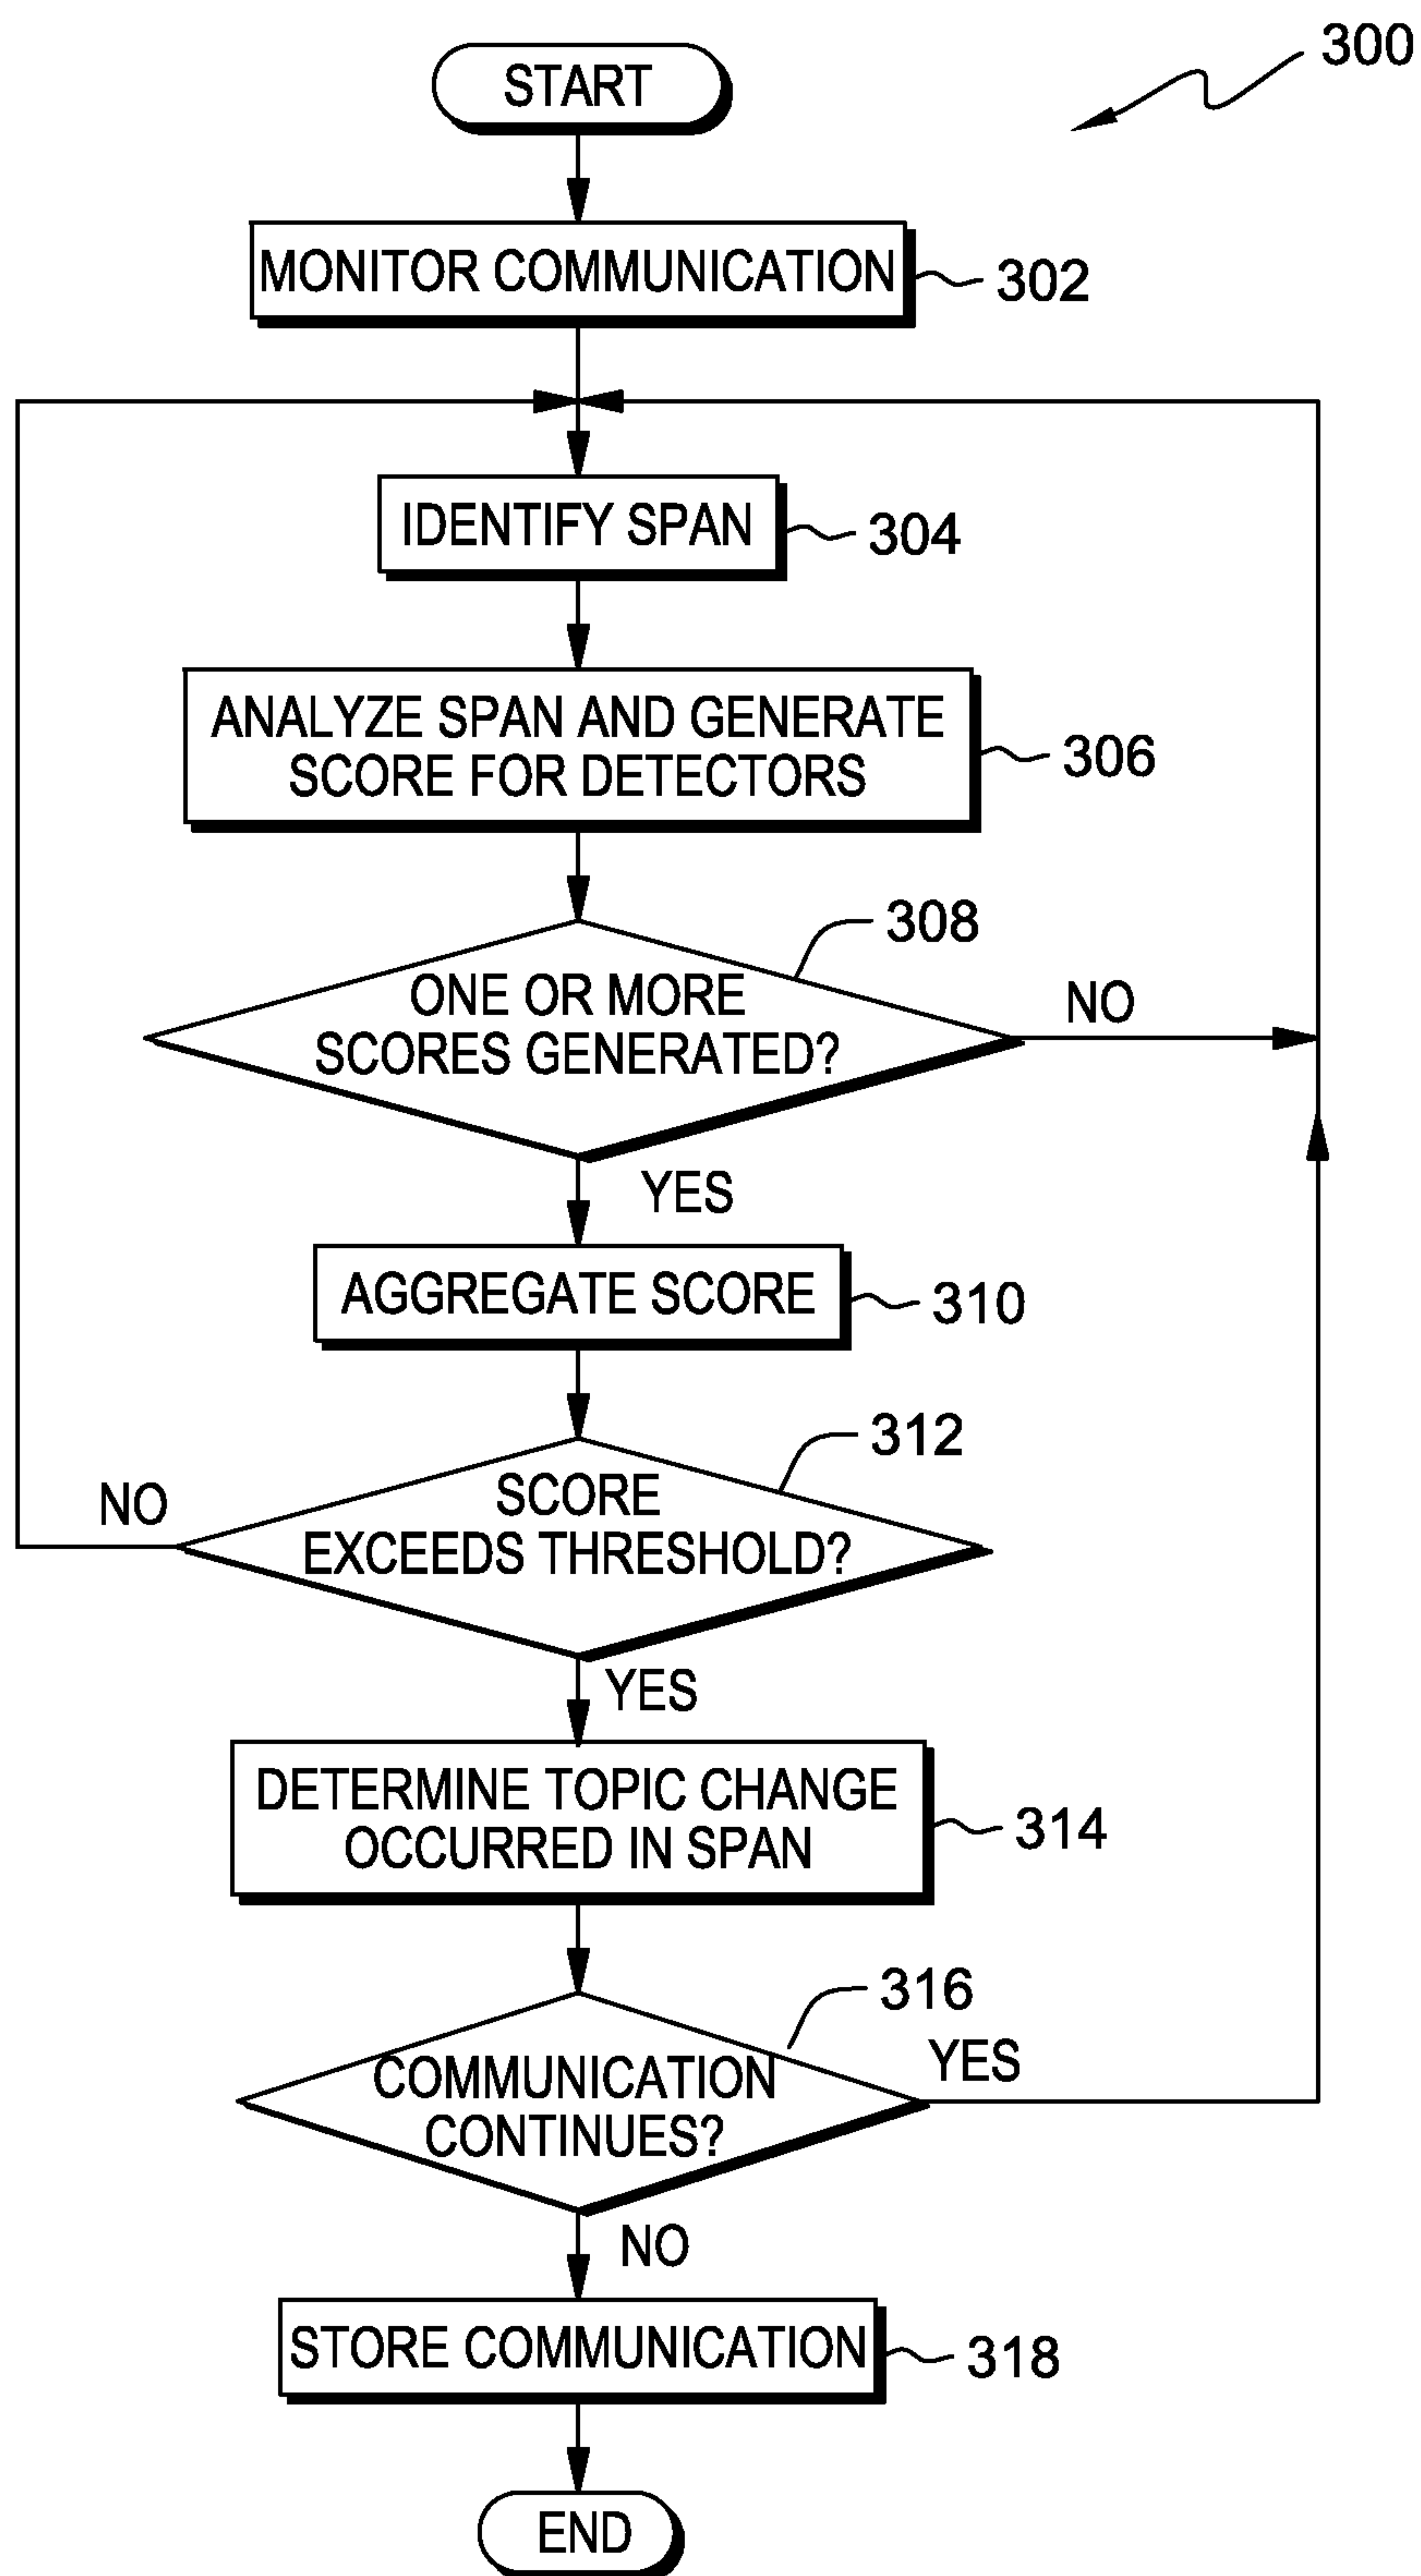 300
START
MONITOR COMMUNICATION
302
IDENTIFY SPAN
304
ANALYZE SPAN AND GENERATE
SCORE FOR DETECTORS
306
308
ONE OR MORE
SCORES GENERATED?
NO
YES
AGGREGATE SCORE
310
312
SCORE
EXCEEDS THRESHOLD?
NO
YES
DETERMINE TOPIC CHANGE
OCCURRED IN SPAN
314
316
COMMUNICATION
CONTINUES?
YES
NO
STORE COMMUNICATION
318
END